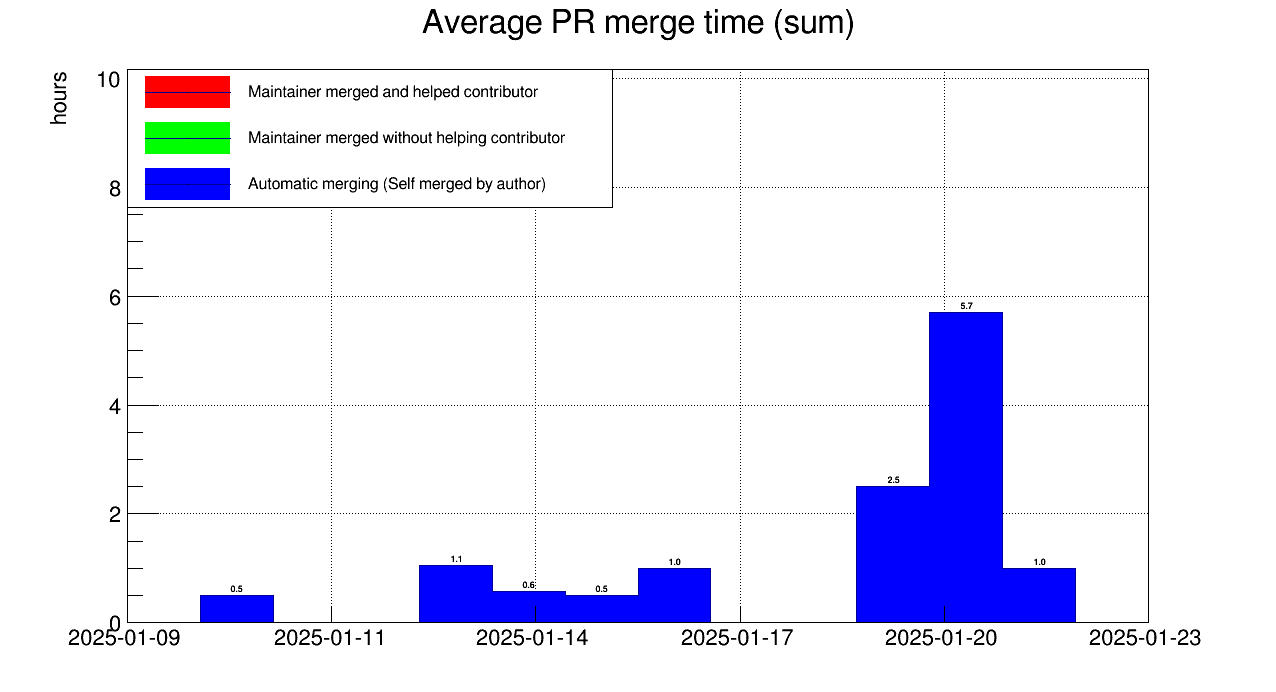 Average PR merge time (sum)
hours
10
8
6
4
2
0
Maintainer merged and helped contributor
Maintainer merged without helping contributor
Automatic merging (Self merged by author)
0.5
1.1
0.6
0.5
1.0
2.5
5.7
1.0
2025-01-09 2025-01-11 2025-01-14 2025-01-17 2025-01-20 2025-01-23